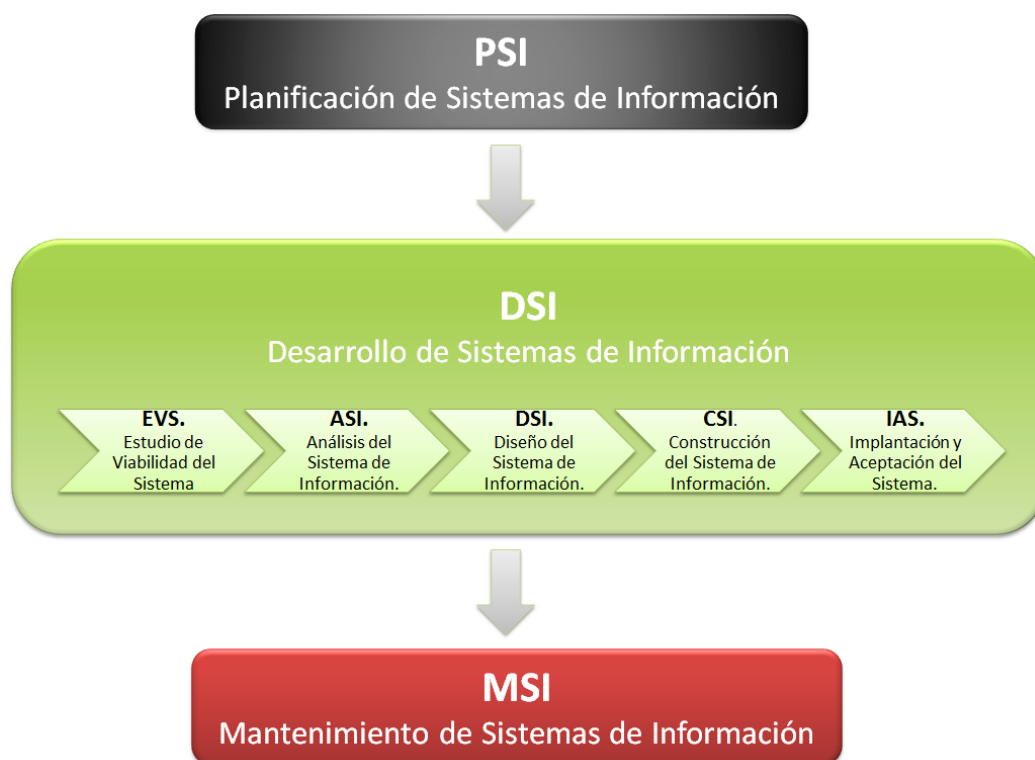 PSI
Planificación de Sistemas de Información
DSI
Desarrollo de Sistemas de Información
EVS.
Estudio de
Viabilidad del
Sistema
ASI.
Análisis del
Sistema de
Información.
DSI.
Diseño del
Sistema de
Información.
CSI.
Construcción
del Sistema de
Información.
IAS.
Implantación y
Aceptación del
Sistema.
MSI
Mantenimiento de Sistemas de Información